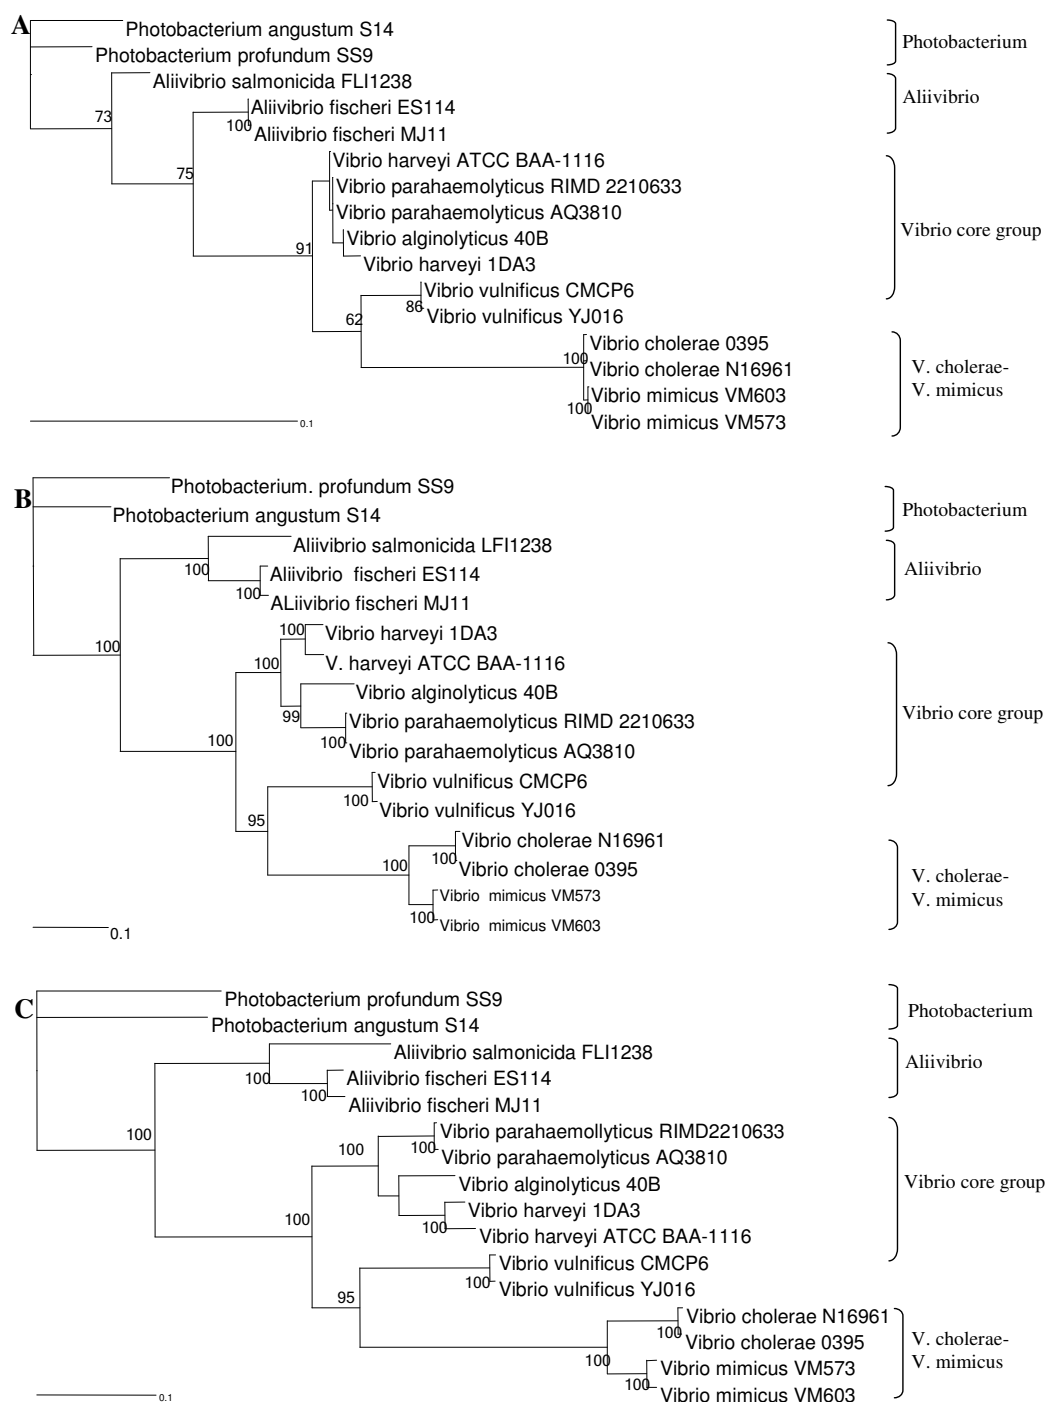 A
Photobacterium angustum S14
Photobacterium profundum SS9
Photobacterium
Aliivibrio salmonicida FLI1238
Aliivibrio
73
Aliivibrio fischeri ES114
100
Aliivibrio fischeri MJ11
75
Vibrio harveyi ATCC BAA-1116
Vibrio parahaemolyticus RIMD 2210633
Vibrio parahaemolyticus AQ3810
Vibrio core group
91
Vibrio alginolyticus 40B
Vibrio harveyi 1DA3
Vibrio vulnificus CMCP6
86
Vibrio vulnificus YJ016
62
Vibrio cholerae 0395
100
Vibrio cholerae N16961
V. cholerae-
V. mimicus
Vibrio mimicus VM603
100
Vibrio mimicus VM573
0.1
B
Photobacterium. profundum SS9
Photobacterium angustum S14
Photobacterium
Aliivibrio salmonicida LFI1238
100
Aliivibrio fischeri ES114
Aliivibrio
100
ALiivibrio fischeri MJ11
100
100
Vibrio harveyi 1DA3
100
V. harveyi ATCC BAA-1116
Vibrio alginolyticus 40B
99
Vibrio parahaemolyticus RIMD 2210633
Vibrio core group
100
Vibrio parahaemolyticus AQ3810
100
Vibrio vulnificus CMCP6
100
Vibrio vulnificus YJ016
95
Vibrio cholerae N16961
100
Vibrio cholerae 0395
100
Vibrio mimicus VM573
V. cholerae-
V. mimicus
100
Vibrio mimicus VM603
0.1
C
Photobacterium profundum SS9
Photobacterium angustum S14
Photobacterium
Aliivibrio salmonicida FLI1238
100
Aliivibrio fischeri ES114
Aliivibrio
100
Aliivibrio fischeri MJ11
100
Vibrio parahaemollyticus RIMD2210633
100
100
Vibrio parahaemolyticus AQ3810
Vibrio alginolyticus 40B
Vibrio core group
Vibrio harveyi 1DA3
100
Vibrio harveyi ATCC BAA-1116
100
Vibrio vulnificus CMCP6
100
Vibrio vulnificus YJ016
95
Vibrio cholerae N16961
100
Vibrio cholerae 0395
100
Vibrio mimicus VM573
V. cholerae-
V. mimicus
100
Vibrio mimicus VM603
0.1